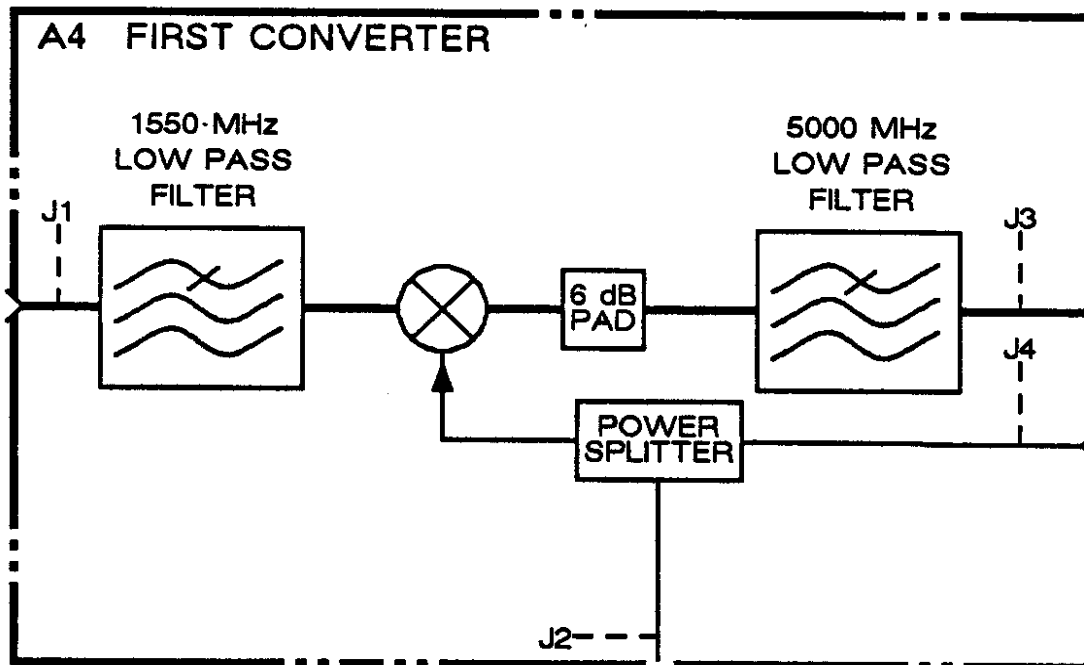 A4 FIRST CONVERTER
1550·MHz
LOW PASS
FILTER
5000 MHz
LOW PASS
FILTER
J1
J3
6 dB
PAD
J4
POWER
SPLITTER
J2